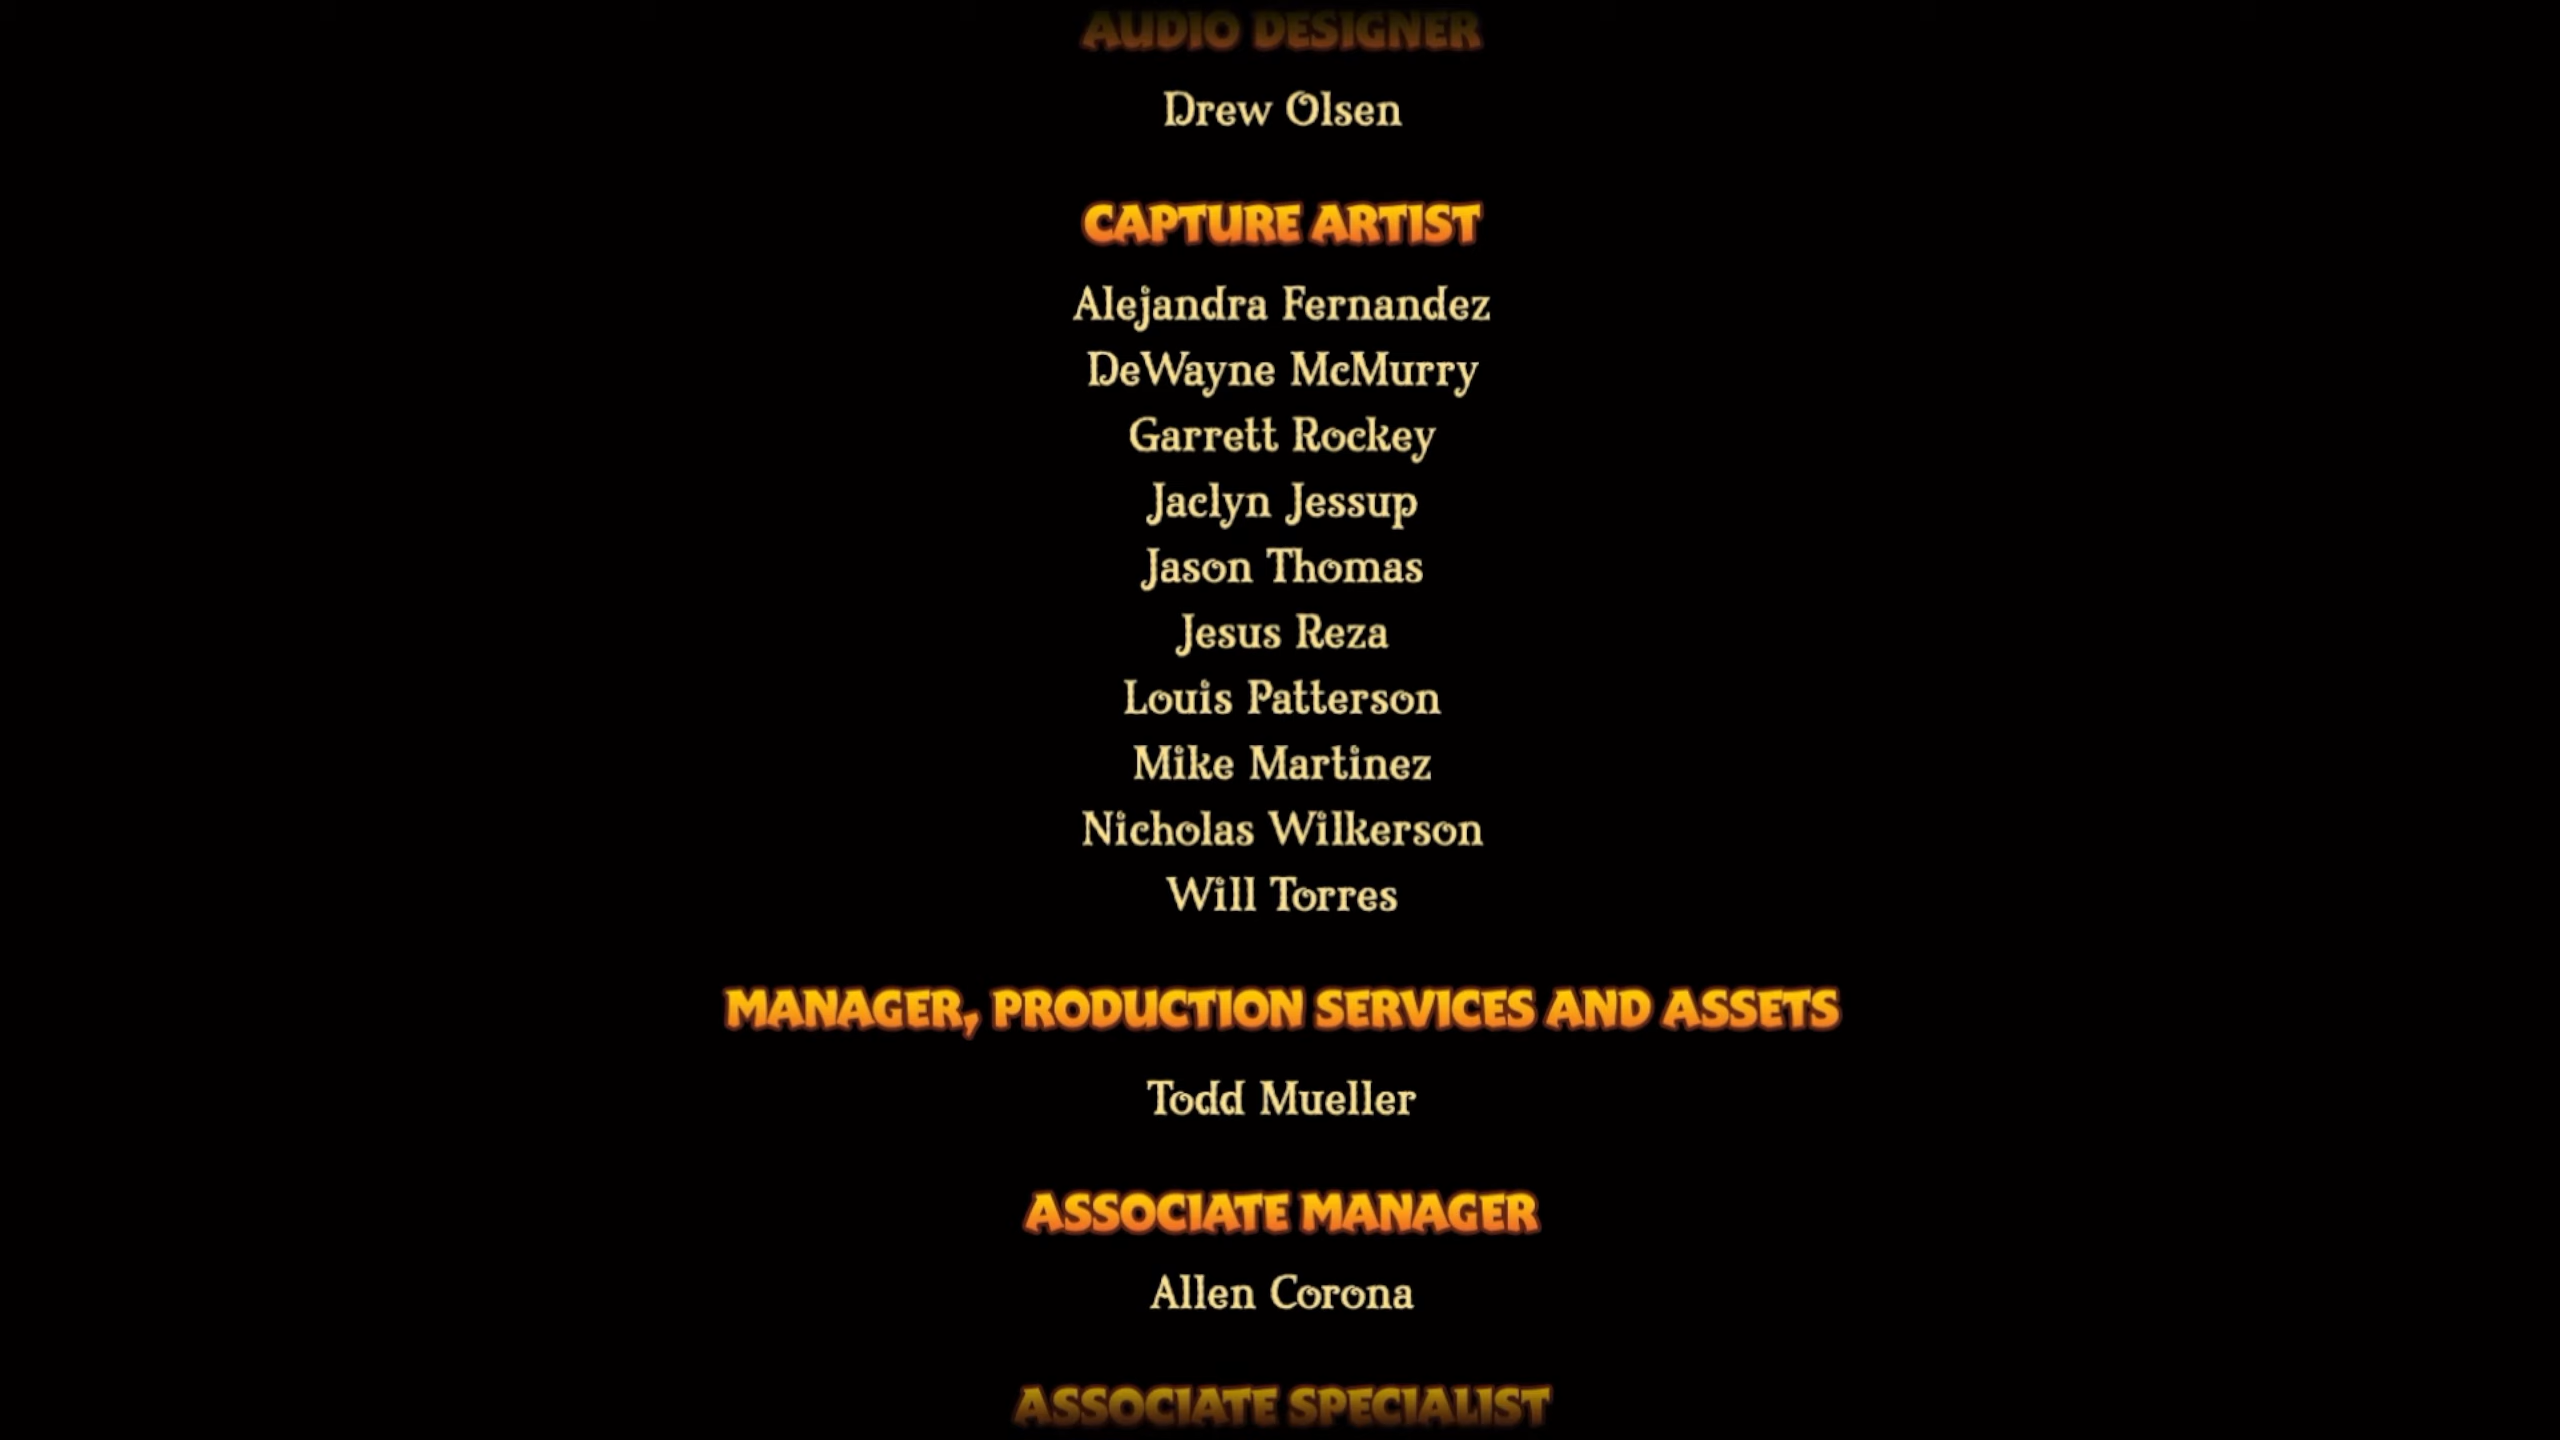 AUDIO DESIGNER
Drew Olsen
CAPTURE ARTIST
Alejandra Fernandez
DeWayne McMurry
Garrett Rockey
Jaclyn Jessup
Jason Thomas
Jesus Reza
Louis Patterson
Mike Martinez
Nicholas Wilkerson
Will Torres
MANAGER, PRODUCTION SERVICES AND ASSETS
Todd Mueller
ASSOCIATE MANAGER
Allen Corona
ASSOCIATE SPECIALIST